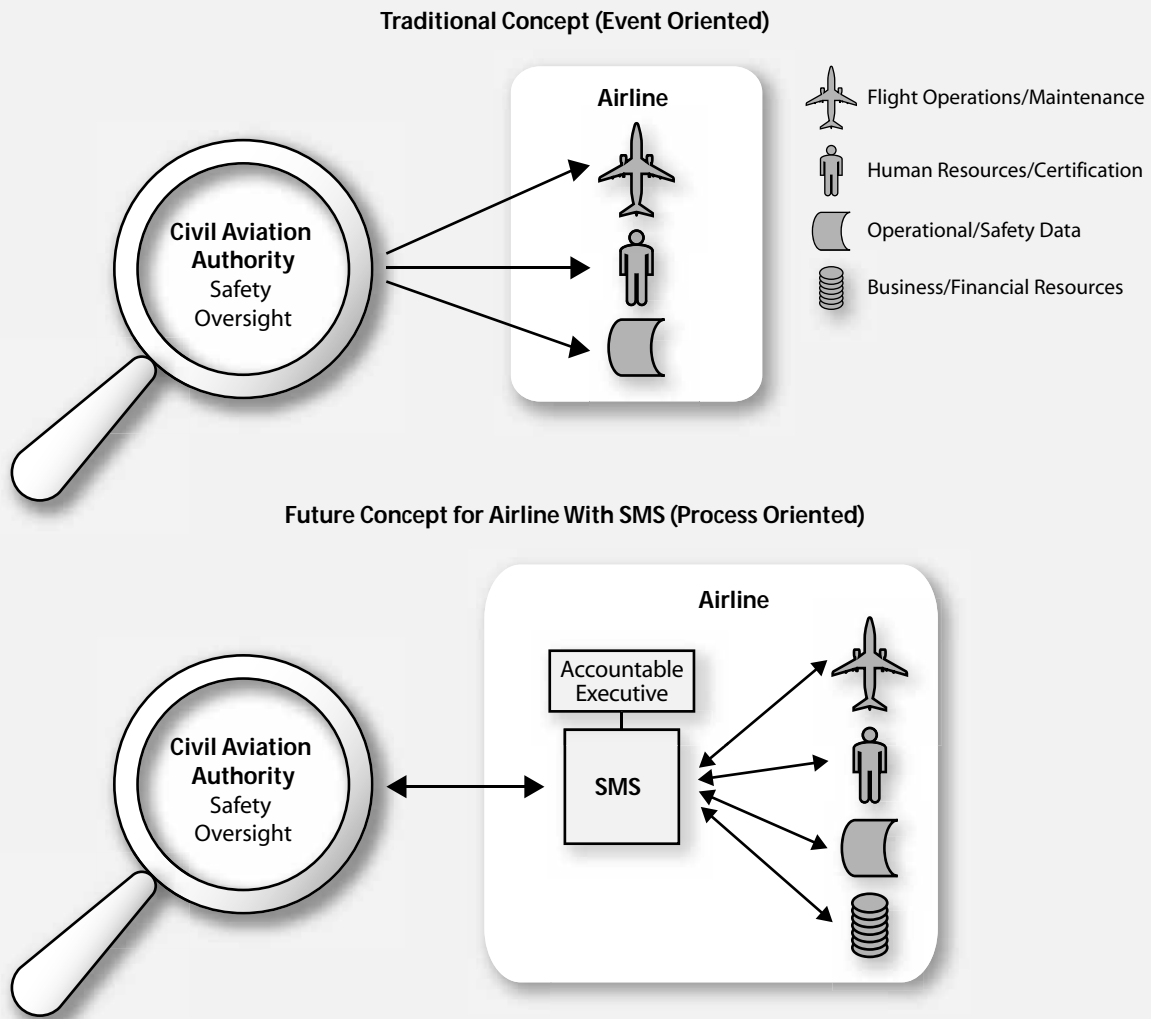 Traditional Concept (Event Oriented)
Airline
Flight Operations/Maintenance
Human Resources/Certification
Operational/Safety Data
Business/Financial Resources
Civil Aviation
Authority
Safety
Oversight
Future Concept for Airline With SMS (Process Oriented)
Airline
Accountable
Executive
SMS
Civil Aviation
Authority
Safety
Oversight